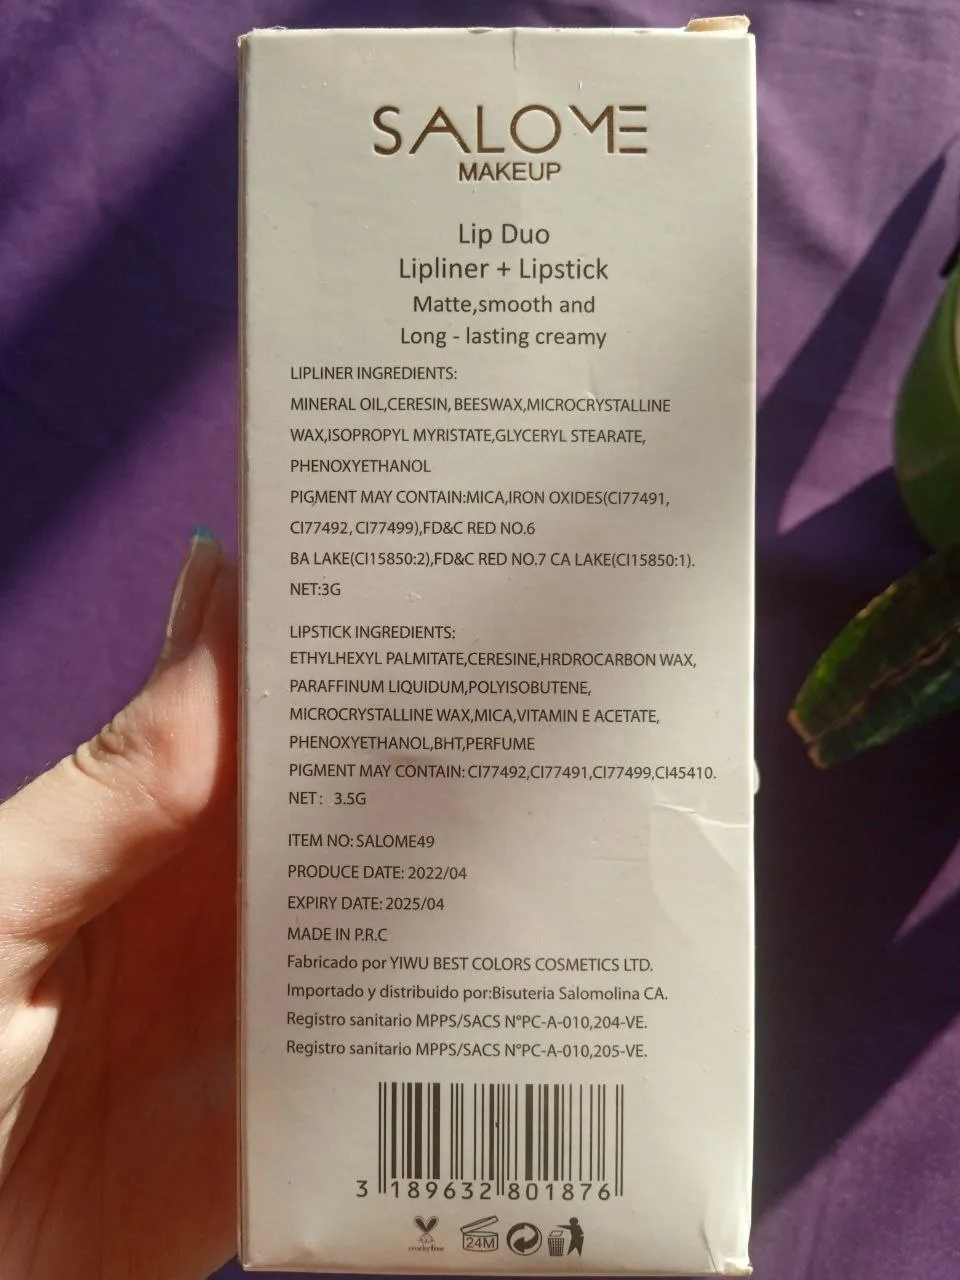 SALOME
MAKEUP
Lip Duo
Lipliner + Lipstick
Matte,smooth and
Long - lasting creamy
LIPLINER INGREDIENTS:
MINERAL OIL,CERESIN, BEESWAX,MICROCRYSTALLINE
WAX,ISOPROPYL MYRISTATE,GLYCERYL STEARATE,
PHENOXYETHANOL
PIGMENT MAY CONTAIN:MICA,IRON OXIDES(CI77491,
CI77492, CI77499),FD&C RED NO.6
BA LAKE(CI15850:2),FD&C RED NO.7 CA LAKE(CI15850:1).
NET:3G
LIPSTICK INGREDIENTS:
ETHYLHEXYL PALMITATE,CERESINE,HRDROCARBON WAX,
PARAFFINUM LIQUIDUM,POLYISOBUTENE,
MICROCRYSTALLINE WAX,MICA,VITAMIN E ACETATE,
PHENOXYETHANOL,BHT,PERFUME
PIGMENT MAY CONTAIN: CI77492,CI77491,CI77499,CI45410.
NET : 3.5G
ITEM NO: SALOME49
PRODUCE DATE: 2022/04
EXPIRY DATE: 2025/04
MADE IN P.R.C
Fabricado por YIWU BEST COLORS COSMETICS LTD.
Importado y distribuido por:Bisuteria Salomolina CA.
Registro sanitario MPPS/SACS N°PC-A-010,204-VE.
Registro sanitario MPPS/SACS N°PC-A-010,205-VE.
3 189632 801876
crueltyfree
24M